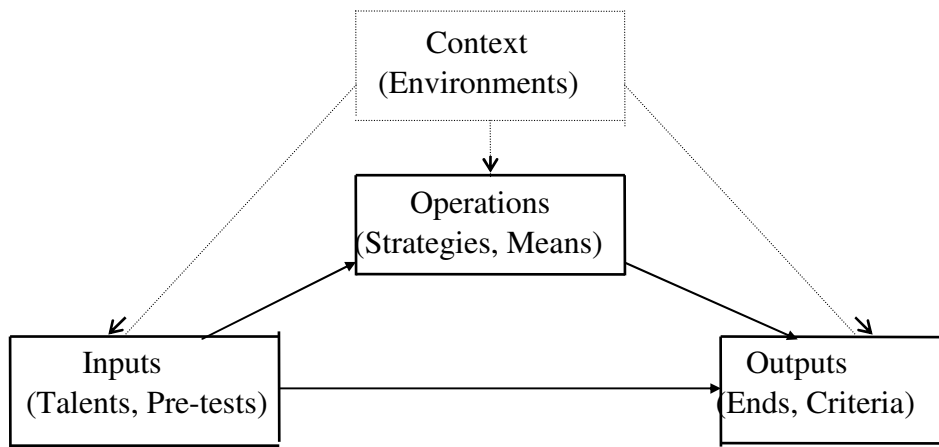 Context
(Environments)
Operations
(Strategies, Means)
Inputs
(Talents, Pre-tests)
Outputs
(Ends, Criteria)